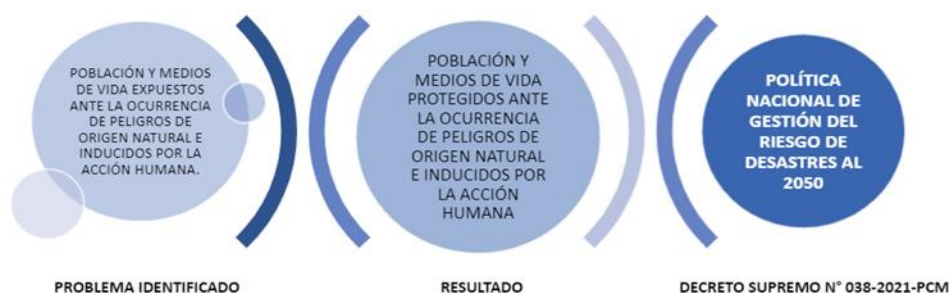 POBLACIÓN Y MEDIOS
DE VIDA EXPUESTOS
ANTE LA OCURRENCIA
DE PELIGROS DE
ORIGEN NATURAL E
INDUCIDOS POR LA
ACCIÓN HUMANA.
POBLACIÓN Y
MEDIOS DE VIDA
PROTEGIDOS ANTE
LA OCURRENCIA
DE PELIGROS DE
ORIGEN NATURAL
E INDUCIDOS POR
LA ACCIÓN
HUMANA
POLÍTICA
NACIONAL DE
GESTIÓN DEL
RIESGO DE
DESASTRES AL
2050
PROBLEMA IDENTIFICADO
RESULTADO
DECRETO SUPREMO N° 038-2021-PCM